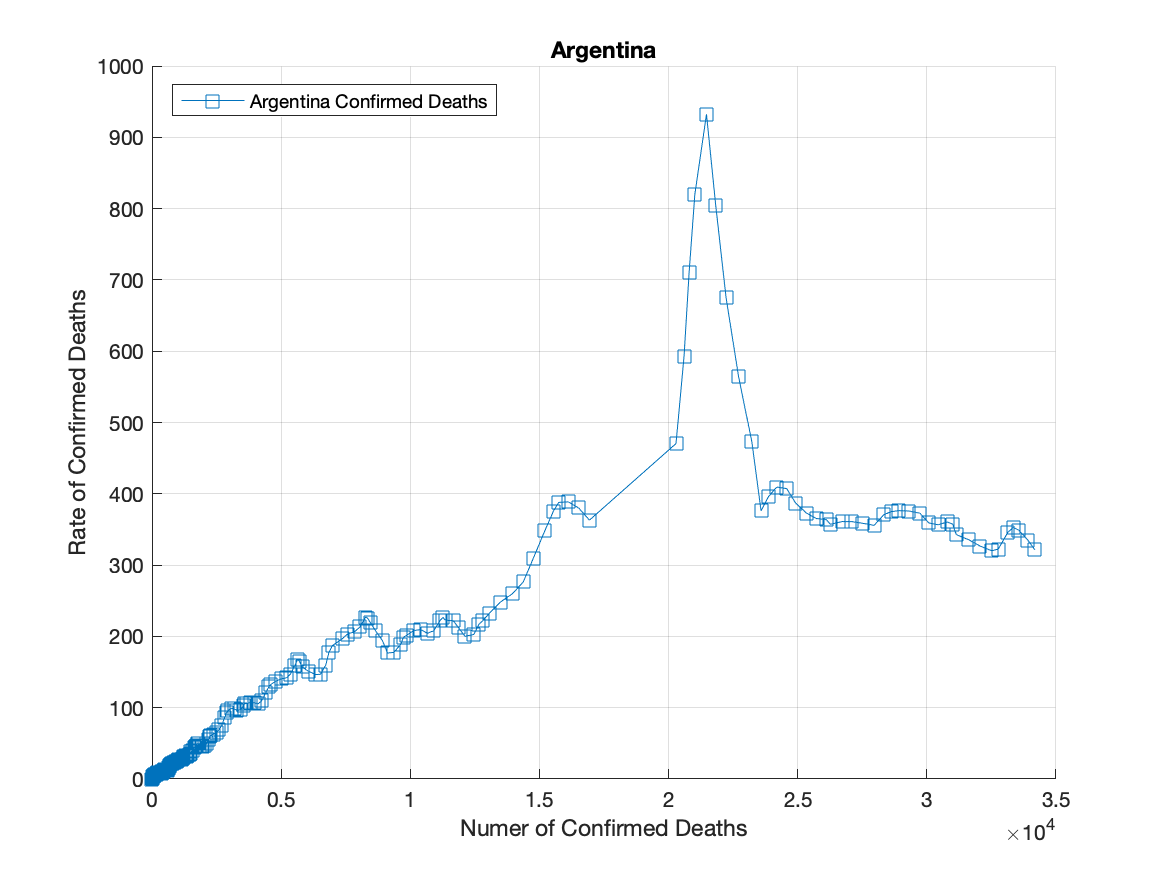 Argentina
Argentina Confirmed Deaths
1000
900
800
700
600
500
400
300
200
100
0
Rate of Confirmed Deaths
0 0.5 1 1.5 2 2.5 3 3.5
Numer of Confirmed Deaths
×10^4